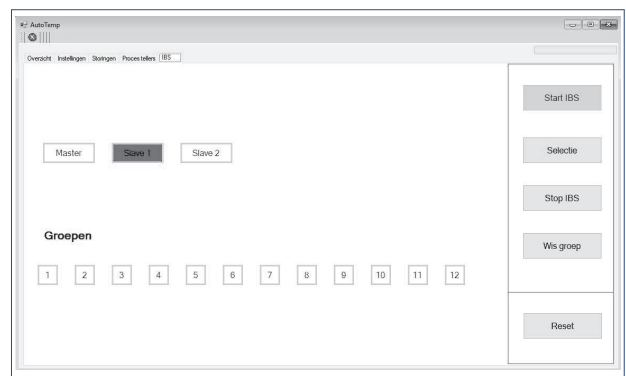 AutoTemp
Overzicht Instellingen Storingen Proces tellers IBS
Start IBS
Master Slave 1 Slave 2 Selectie
Stop IBS
Groepen
Wis groep
1 2 3 4 5 6 7 8 9 10 11 12
Reset